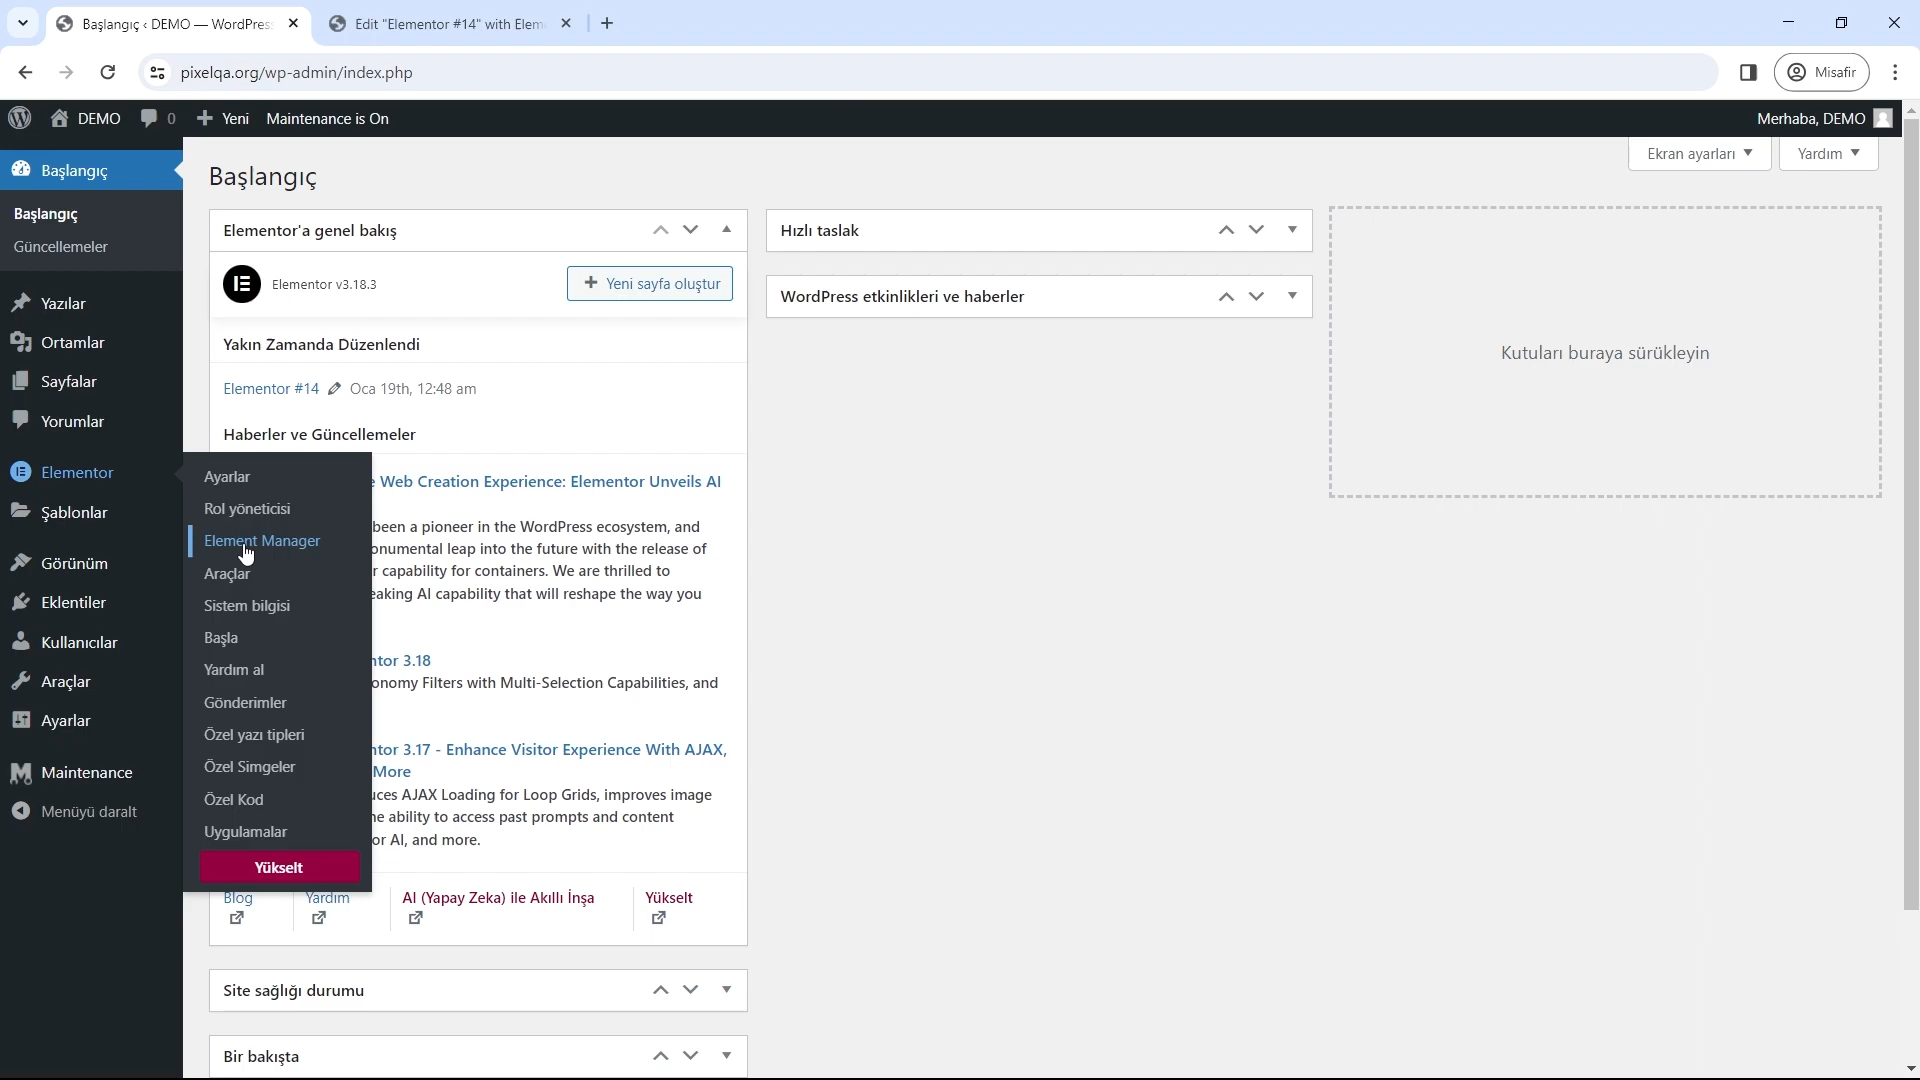 Başlangıç ‹ DEMO — WordPress
Edit "Elementor #14" with Elem
pixelqa.org/wp-admin/index.php
Misafir
DEMO
0
Yeni
Maintenance is On
Merhaba, DEMO
Ekran ayarları
Yardım
Başlangıç
Başlangıç
Güncellemeler
Yazılar
Ortamlar
Sayfalar
Yorumlar
Elementor
Şablonlar
Görünüm
Eklentiler
Kullanıcılar
Araçlar
Ayarlar
Maintenance
Menüyü daralt
Ayarlar
Rol yöneticisi
Element Manager
Araçlar
Sistem bilgisi
Başla
Yardım al
Gönderimler
Özel yazı tipleri
Özel Simgeler
Özel Kod
Uygulamalar
Yükselt
Başlangıç
Elementor'a genel bakış
Elementor v3.18.3
Yeni sayfa oluştur
Yakın Zamanda Düzenlendi
Elementor #14 Oca 19th, 12:48 am
Haberler ve Güncellemeler
e Web Creation Experience: Elementor Unveils AI
been a pioneer in the WordPress ecosystem, and
onumental leap into the future with the release of
r capability for containers. We are thrilled to
eaking AI capability that will reshape the way you
ntor 3.18
onomy Filters with Multi-Selection Capabilities, and
ntor 3.17 - Enhance Visitor Experience With AJAX,
More
uces AJAX Loading for Loop Grids, improves image
he ability to access past prompts and content
or AI, and more.
Blog
Yardım
AI (Yapay Zeka) ile Akıllı İnşa
Yükselt
Site sağlığı durumu
Bir bakışta
Hızlı taslak
WordPress etkinlikleri ve haberler
Kutuları buraya sürükleyin